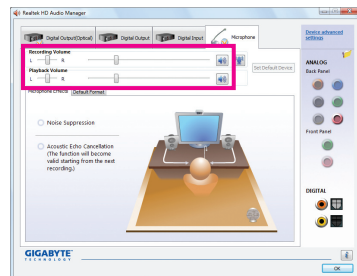 Realtek HD Audio Manager
Digital Output(Optical)
Digital Output
Digital Input
Microphone
Device advanced
settings
Recording Volume
L R
Playback Volume
L R
Set Default Device
Microphone Effects
Default Format
Noise Suppression
Acoustic Echo Cancellation
(The function will become
valid starting from the next
recording.)
ANALOG
Back Panel
Front Panel
DIGITAL
GIGABYTE
TECHNOLOGY
i
OK